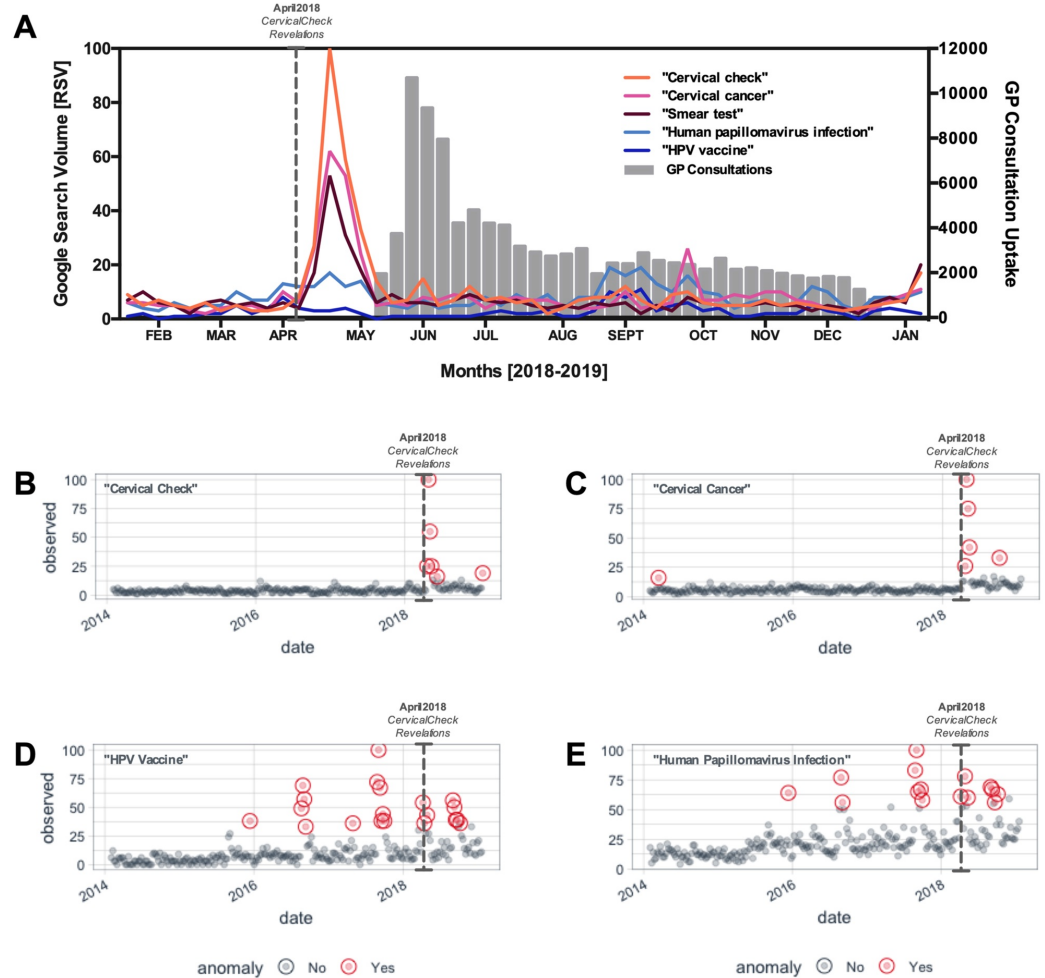 A
April2018
CervicalCheck
Revelations
Google Search Volume [RSV]
100
80
60
40
20
0
"Cervical check"
"Cervical cancer"
"Smear test"
"Human papillomavirus infection"
"HPV vaccine"
GP Consultations
12000
10000
8000
6000
4000
2000
0
GP Consultation Uptake
FEB MAR APR MAY JUN JUL AUG SEPT OCT NOV DEC JAN
Months [2018-2019]
B
April2018
CervicalCheck
Revelations
"Cervical Check"
observed
100
75
50
25
0
2014 2016 2018
date
C
April2018
CervicalCheck
Revelations
"Cervical Cancer"
100
75
50
25
0
2014 2016 2018
date
D
April2018
CervicalCheck
Revelations
"HPV Vaccine"
observed
100
75
50
25
0
2014 2016 2018
date
E
April2018
CervicalCheck
Revelations
"Human Papillomavirus Infection"
100
75
50
25
0
2014 2016 2018
date
anomaly No Yes
anomaly No Yes